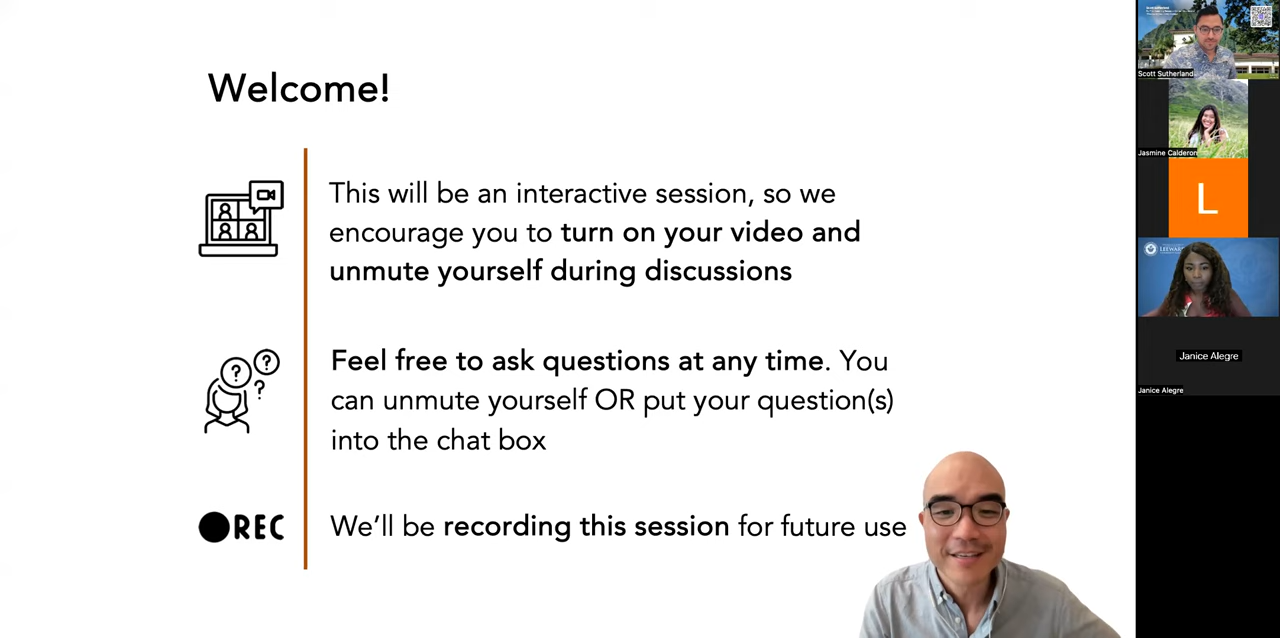 Welcome!
This will be an interactive session, so we
encourage you to turn on your video and
unmute yourself during discussions
? ?
?
Feel free to ask questions at any time. You
can unmute yourself OR put your question(s)
into the chat box
REC
We’ll be recording this session for future use
Scott Sutherland
Jasmine Calderon
L
Janice Alegre
Janice Alegre